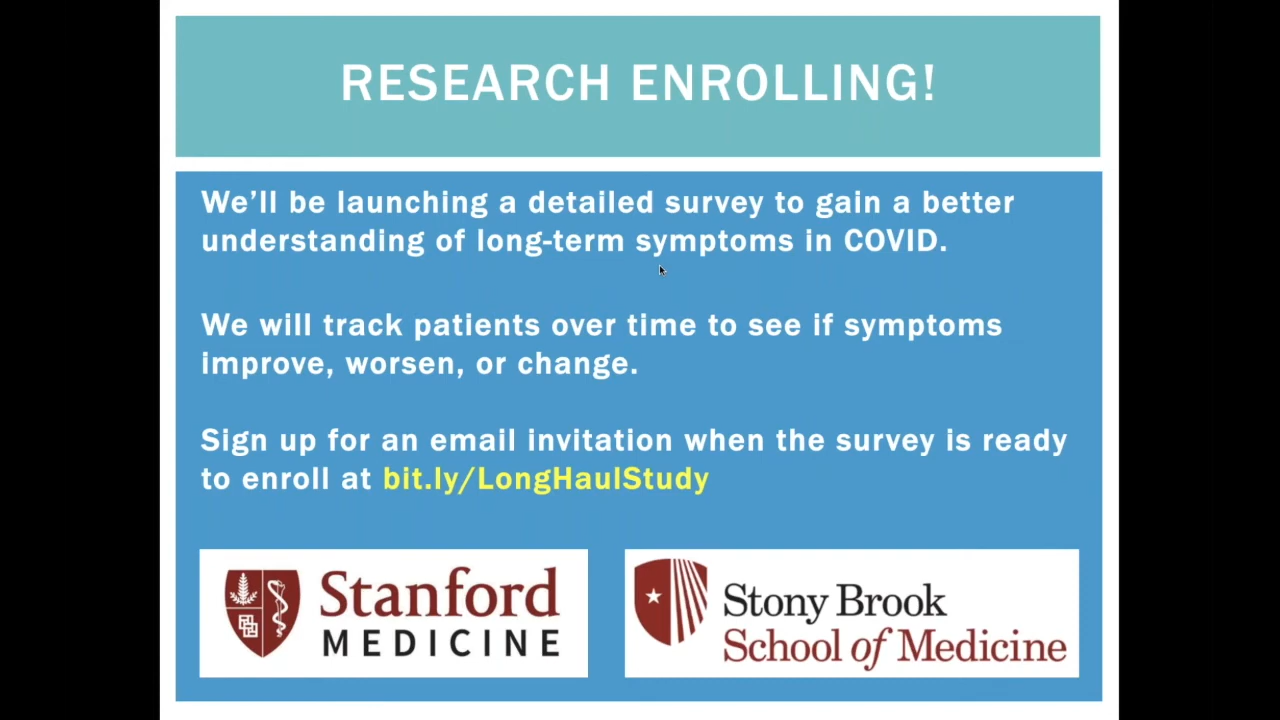 RESEARCH ENROLLING!
We’ll be launching a detailed survey to gain a better
understanding of long-term symptoms in COVID.
We will track patients over time to see if symptoms
improve, worsen, or change.
Sign up for an email invitation when the survey is ready
to enroll at bit.ly/LongHaulStudy
Stanford
MEDICINE
Stony Brook
School of Medicine